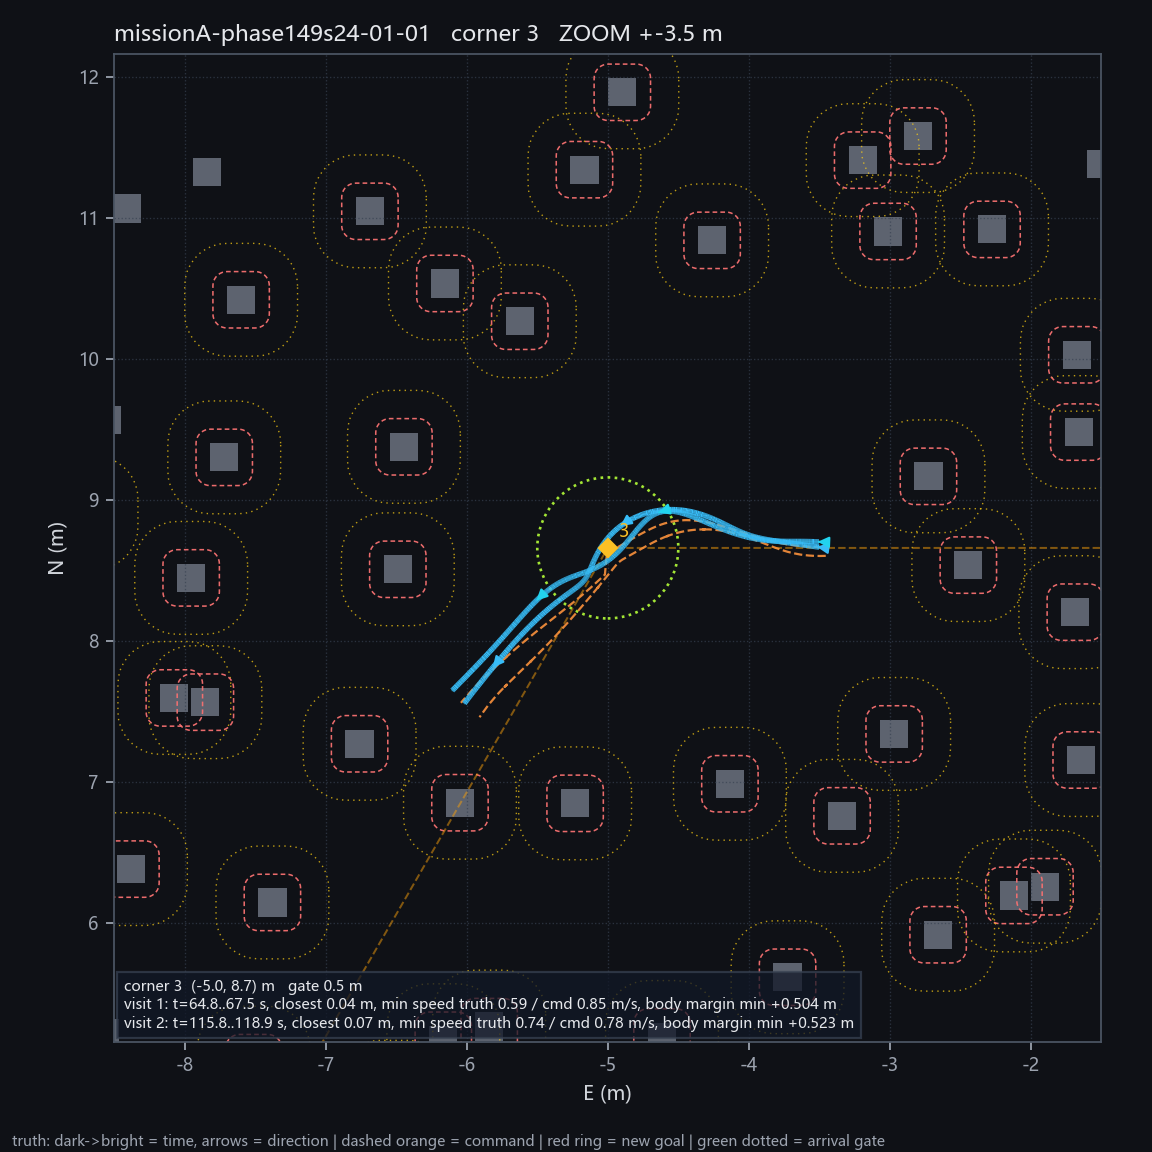 missionA-phase149s24-01-01   corner 3   ZOOM +-3.5 m
12
11
10
9
8
7
6
N (m)
3
corner 3  (-5.0, 8.7) m   gate 0.5 m
visit 1: t=64.8..67.5 s, closest 0.04 m, min speed truth 0.59 / cmd 0.85 m/s, body margin min +0.504 m
visit 2: t=115.8..118.9 s, closest 0.07 m, min speed truth 0.74 / cmd 0.78 m/s, body margin min +0.523 m
-8 -7 -6 -5 -4 -3 -2
E (m)
truth: dark->bright = time, arrows = direction | dashed orange = command | red ring = new goal | green dotted = arrival gate